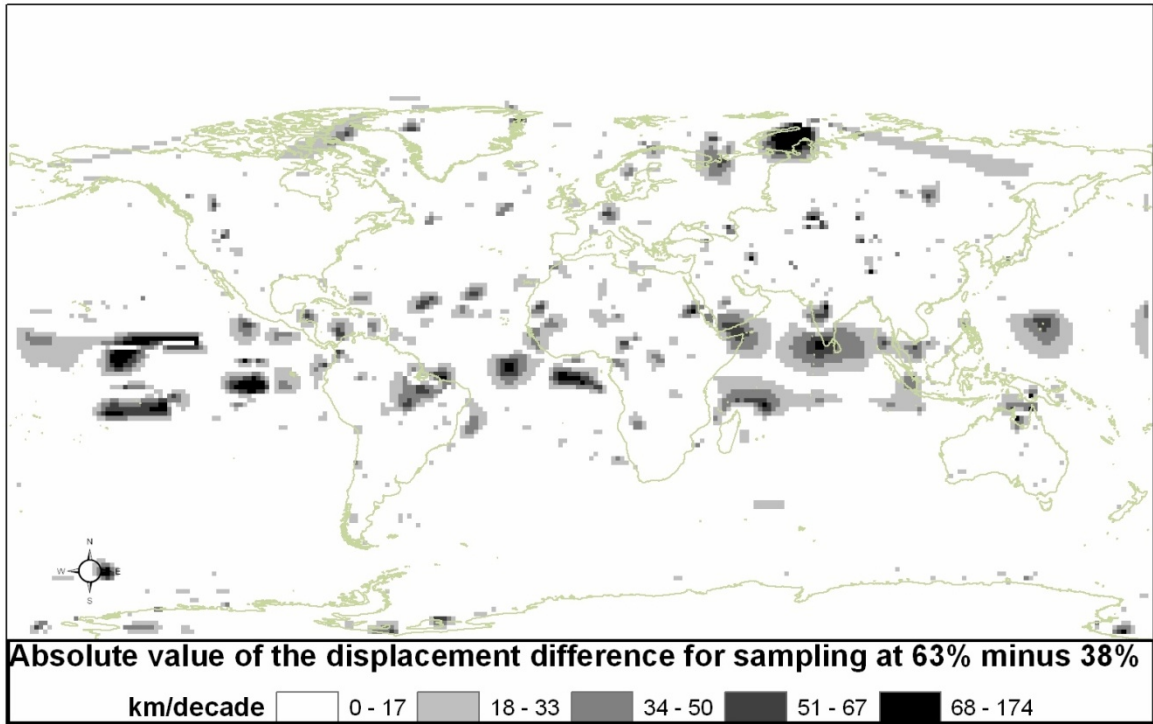 N
W E
S
Absolute value of the displacement difference for sampling at 63% minus 38%
km/decade 0 - 17 18 - 33 34 - 50 51 - 67 68 - 174